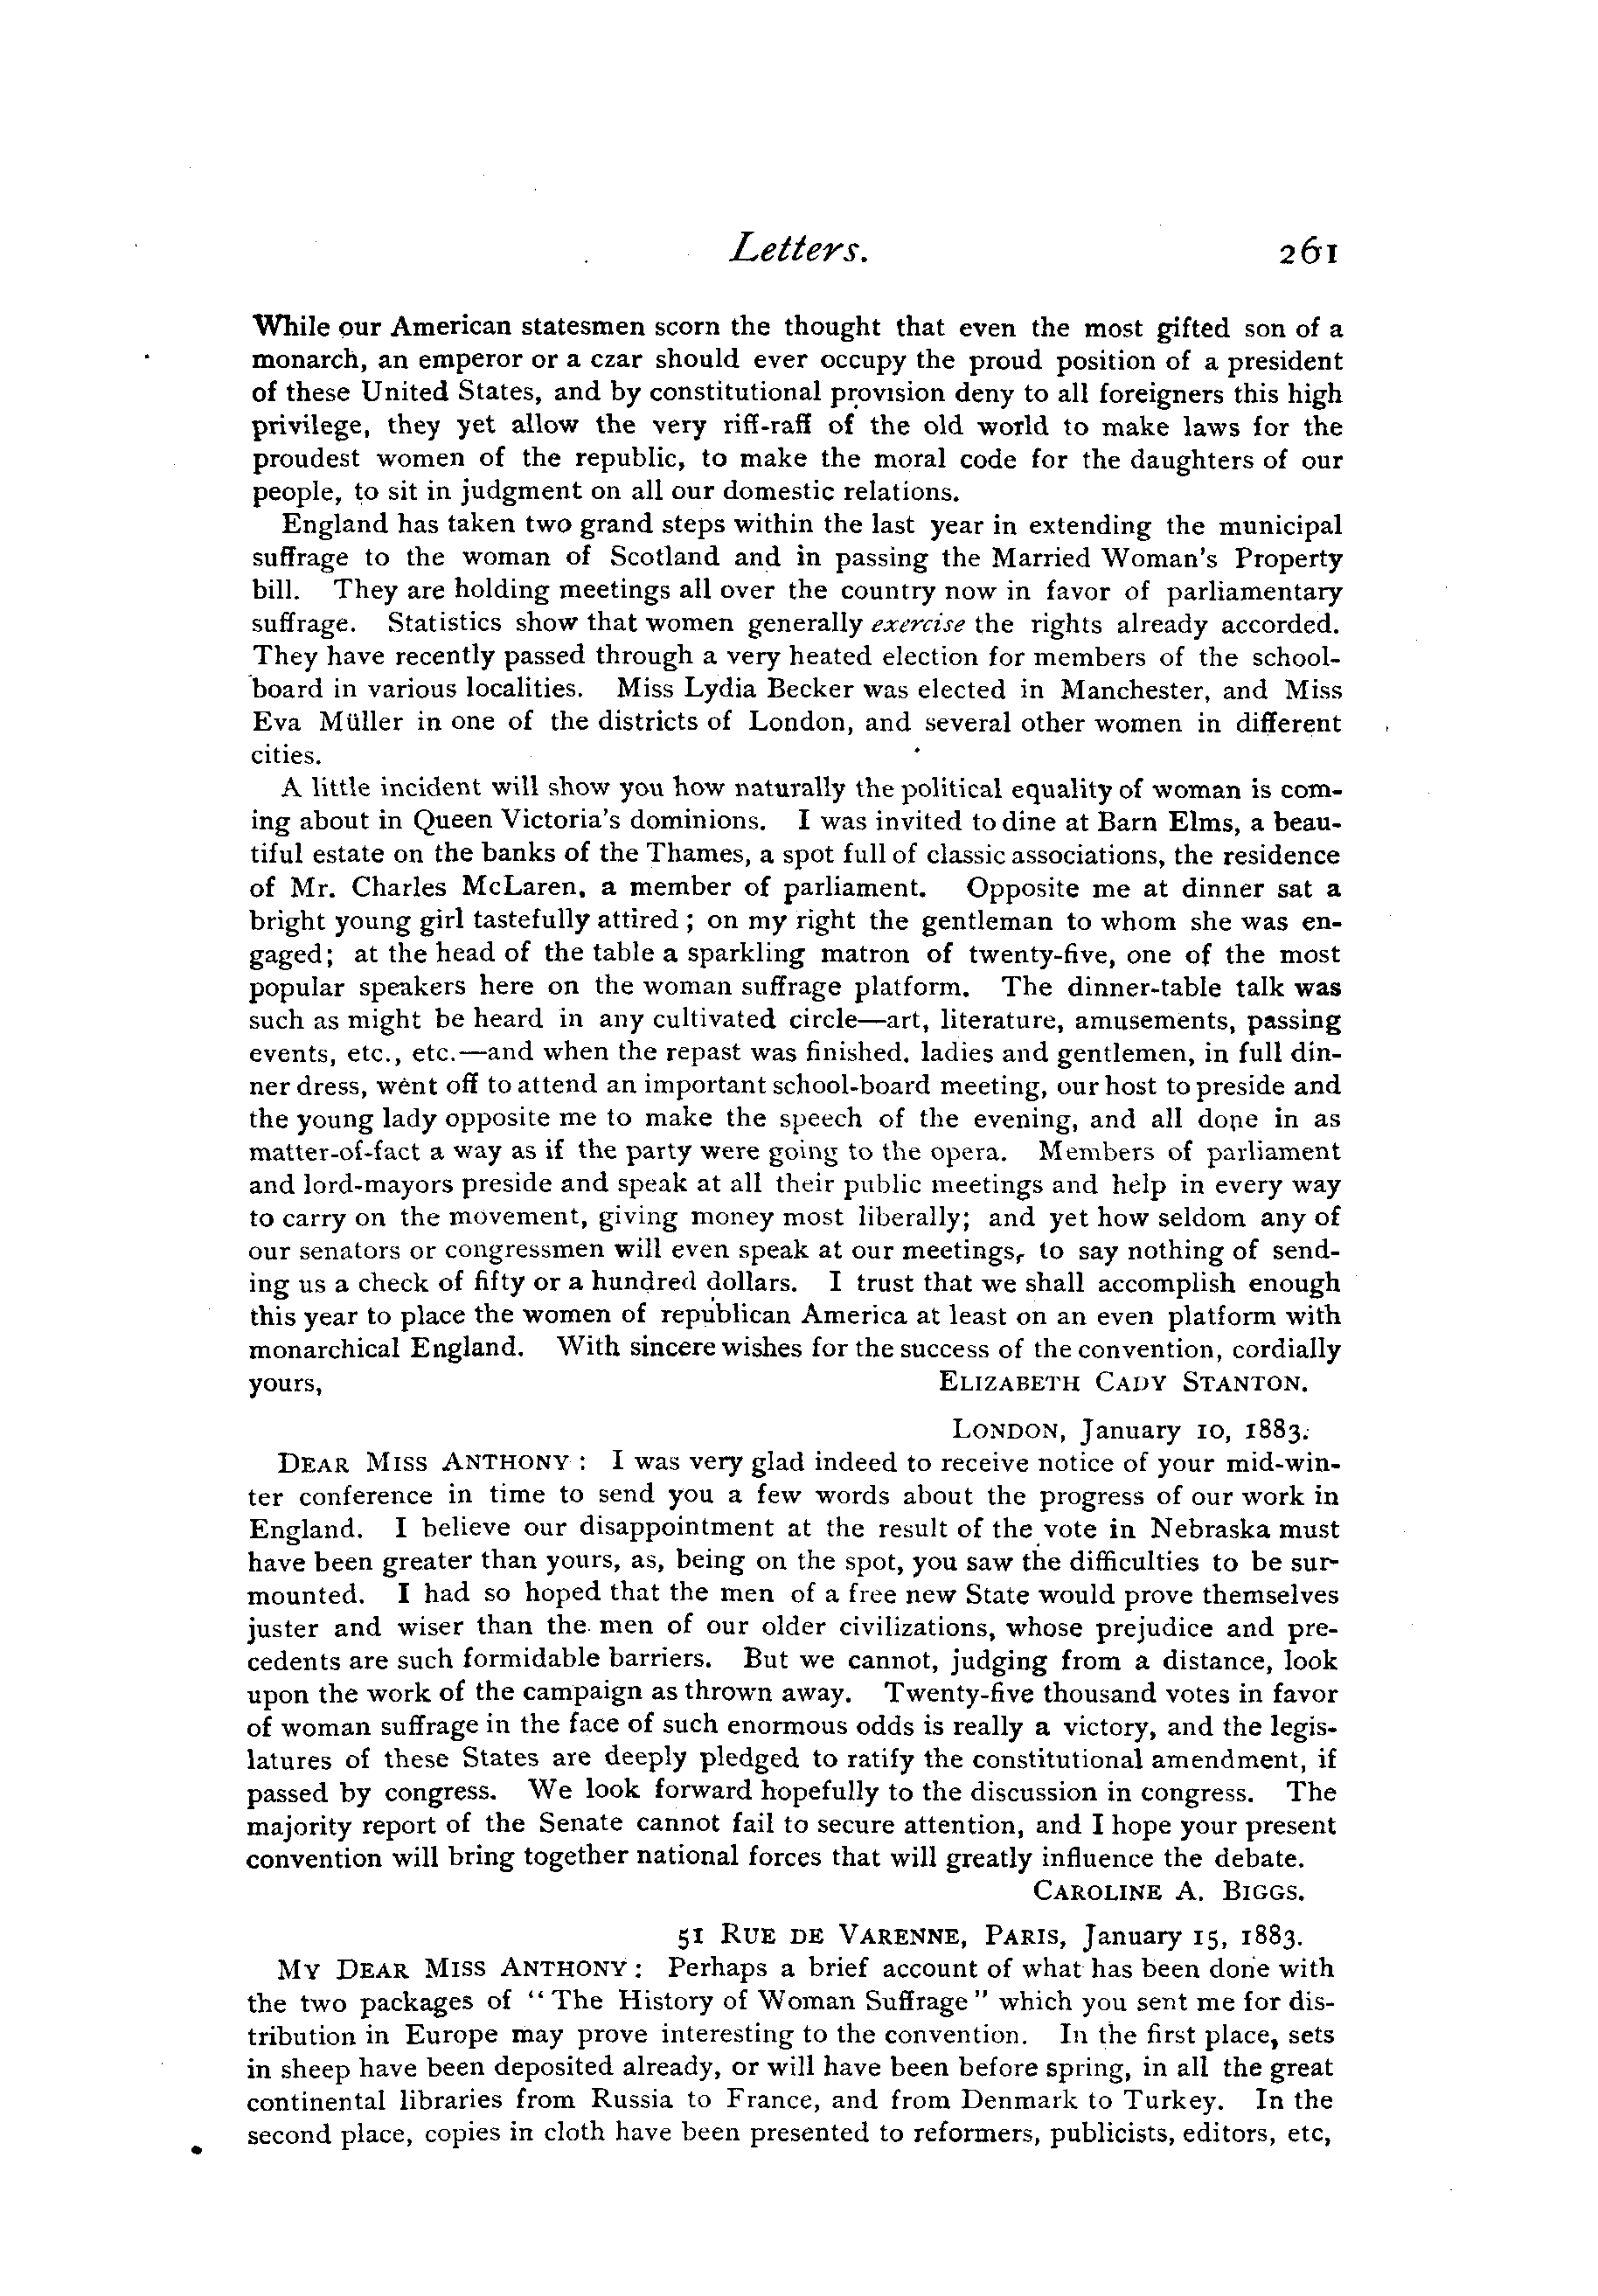 Letters. 261
While our American statesmen scorn the thought that even the most gifted son of a
monarch, an emperor or a czar should ever occupy the proud position of a president
of these United States, and by constitutional provision deny to all foreigners this high
privilege, they yet allow the very riff-raff of the old world to make laws for the
proudest women of the republic, to make the moral code for the daughters of our
people, to sit in judgment on all our domestic relations.
England has taken two grand steps within the last year in extending the municipal
suffrage to the woman of Scotland and in passing the Married Woman's Property
bill. They are holding meetings all over the country now in favor of parliamentary
suffrage. Statistics show that women generally exercise the rights already accorded.
They have recently passed through a very heated election for members of the school-
board in various localities. Miss Lydia Becker was elected in Manchester, and Miss
Eva Müller in one of the districts of London, and several other women in different
cities.
A little incident will show you how naturally the political equality of woman is com-
ing about in Queen Victoria's dominions. I was invited to dine at Barn Elms, a beau-
tiful estate on the banks of the Thames, a spot full of classic associations, the residence
of Mr. Charles McLaren, a member of parliament. Opposite me at dinner sat a
bright young girl tastefully attired; on my right the gentleman to whom she was en-
gaged; at the head of the table a sparkling matron of twenty-five, one of the most
popular speakers here on the woman suffrage platform. The dinner-table talk was
such as might be heard in any cultivated circle—art, literature, amusements, passing
events, etc., etc.—and when the repast was finished, ladies and gentlemen, in full din-
ner dress, went off to attend an important school-board meeting, our host to preside and
the young lady opposite me to make the speech of the evening, and all done in as
matter-of-fact a way as if the party were going to the opera. Members of parliament
and lord-mayors preside and speak at all their public meetings and help in every way
to carry on the movement, giving money most liberally; and yet how seldom any of
our senators or congressmen will even speak at our meetings, to say nothing of send-
ing us a check of fifty or a hundred dollars. I trust that we shall accomplish enough
this year to place the women of republican America at least on an even platform with
monarchical England. With sincere wishes for the success of the convention, cordially
yours, ELIZABETH CADY STANTON.
LONDON, January 10, 1883.
DEAR MISS ANTHONY: I was very glad indeed to receive notice of your mid-win-
ter conference in time to send you a few words about the progress of our work in
England. I believe our disappointment at the result of the vote in Nebraska must
have been greater than yours, as, being on the spot, you saw the difficulties to be sur-
mounted. I had so hoped that the men of a free new State would prove themselves
juster and wiser than the men of our older civilizations, whose prejudice and pre-
cedents are such formidable barriers. But we cannot, judging from a distance, look
upon the work of the campaign as thrown away. Twenty-five thousand votes in favor
of woman suffrage in the face of such enormous odds is really a victory, and the legis-
latures of these States are deeply pledged to ratify the constitutional amendment, if
passed by congress. We look forward hopefully to the discussion in congress. The
majority report of the Senate cannot fail to secure attention, and I hope your present
convention will bring together national forces that will greatly influence the debate.
CAROLINE A. BIGGS.
51 RUE DE VARENNE, PARIS, January 15, 1883.
MY DEAR MISS ANTHONY: Perhaps a brief account of what has been done with
the two packages of "The History of Woman Suffrage" which you sent me for dis-
tribution in Europe may prove interesting to the convention. In the first place, sets
in sheep have been deposited already, or will have been before spring, in all the great
continental libraries from Russia to France, and from Denmark to Turkey. In the
second place, copies in cloth have been presented to reformers, publicists, editors, etc,